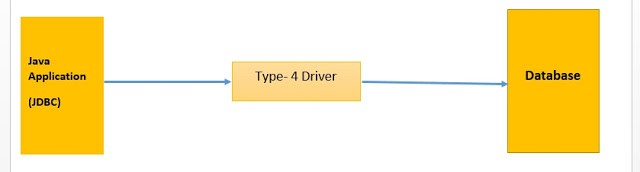 Java
Application
(JDBC)
Type- 4 Driver
Database